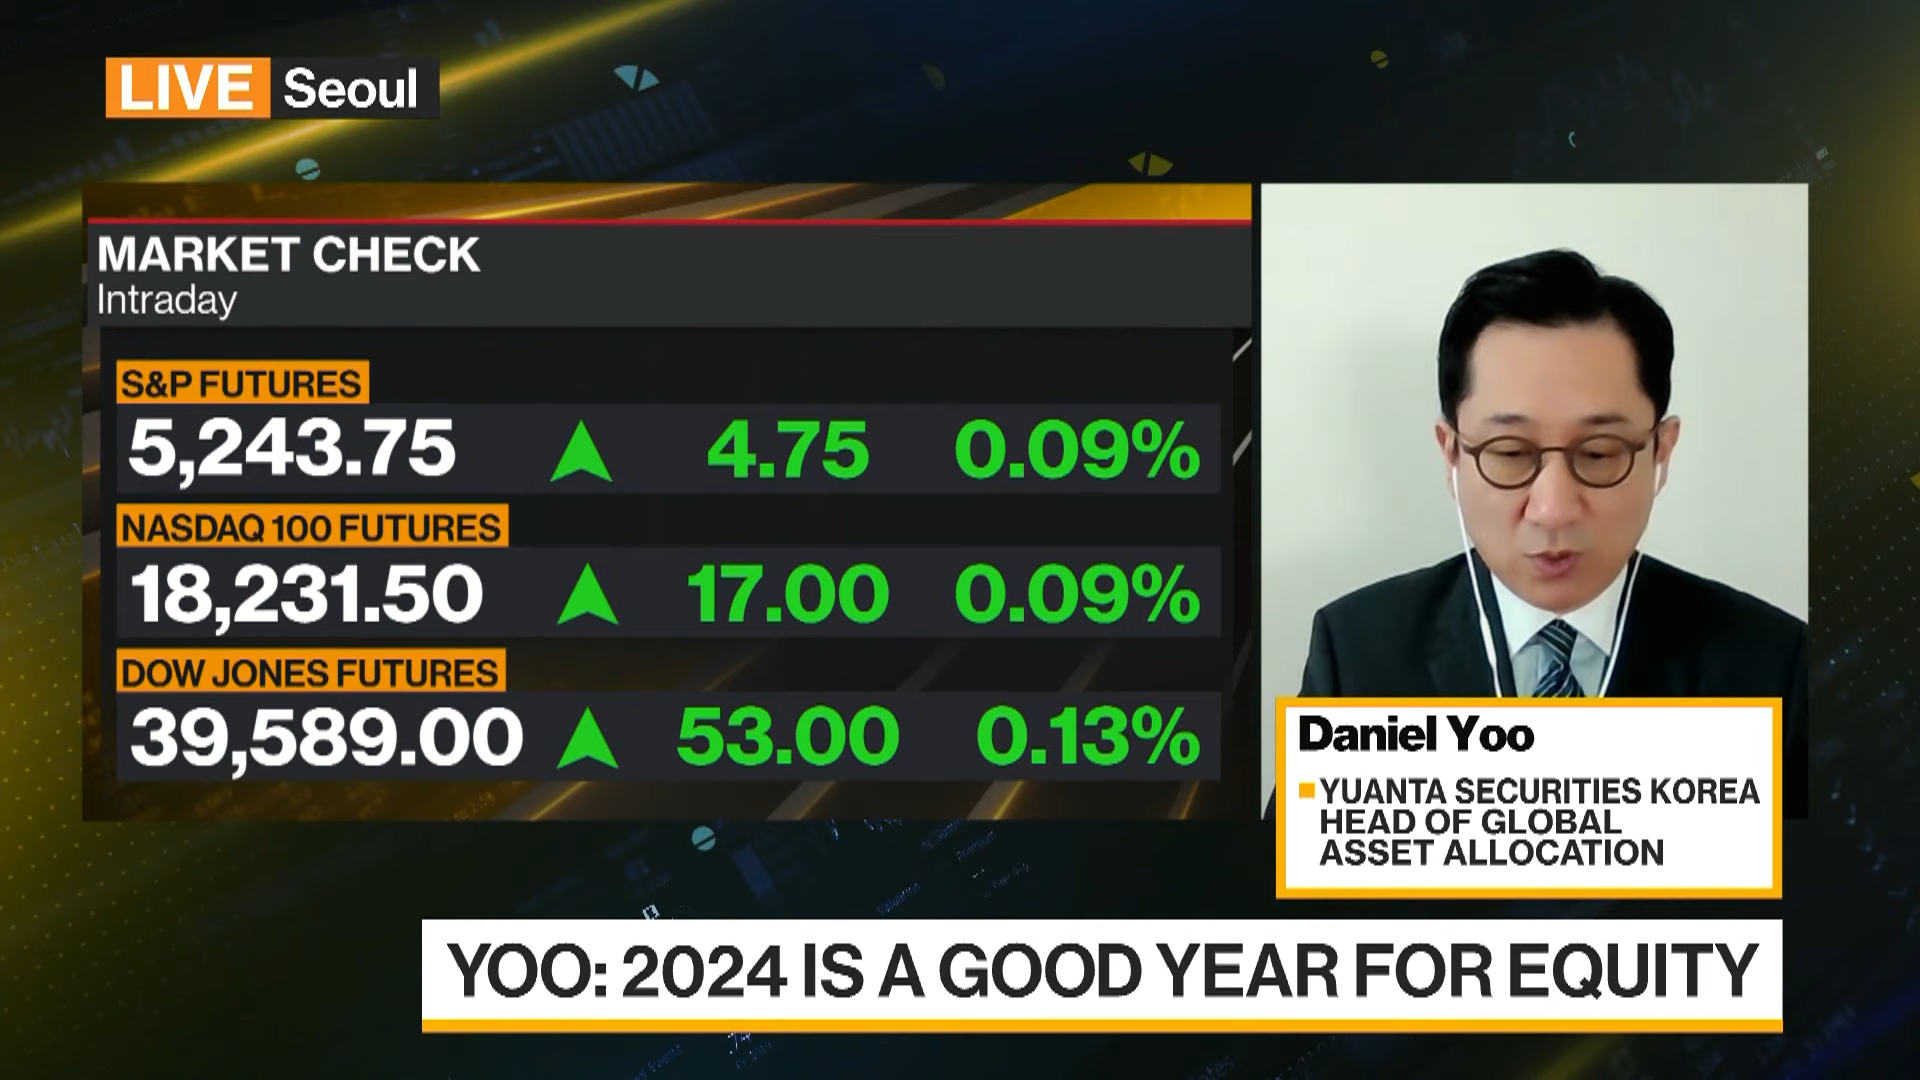 LIVE Seoul
MARKET CHECK
Intraday
S&P FUTURES
5,243.75 ▲ 4.75 0.09%
NASDAQ 100 FUTURES
18,231.50 ▲ 17.00 0.09%
DOW JONES FUTURES
39,589.00 ▲ 53.00 0.13%
Daniel Yoo
YUANTA SECURITIES KOREA
HEAD OF GLOBAL
ASSET ALLOCATION
YOO: 2024 IS A GOOD YEAR FOR EQUITY